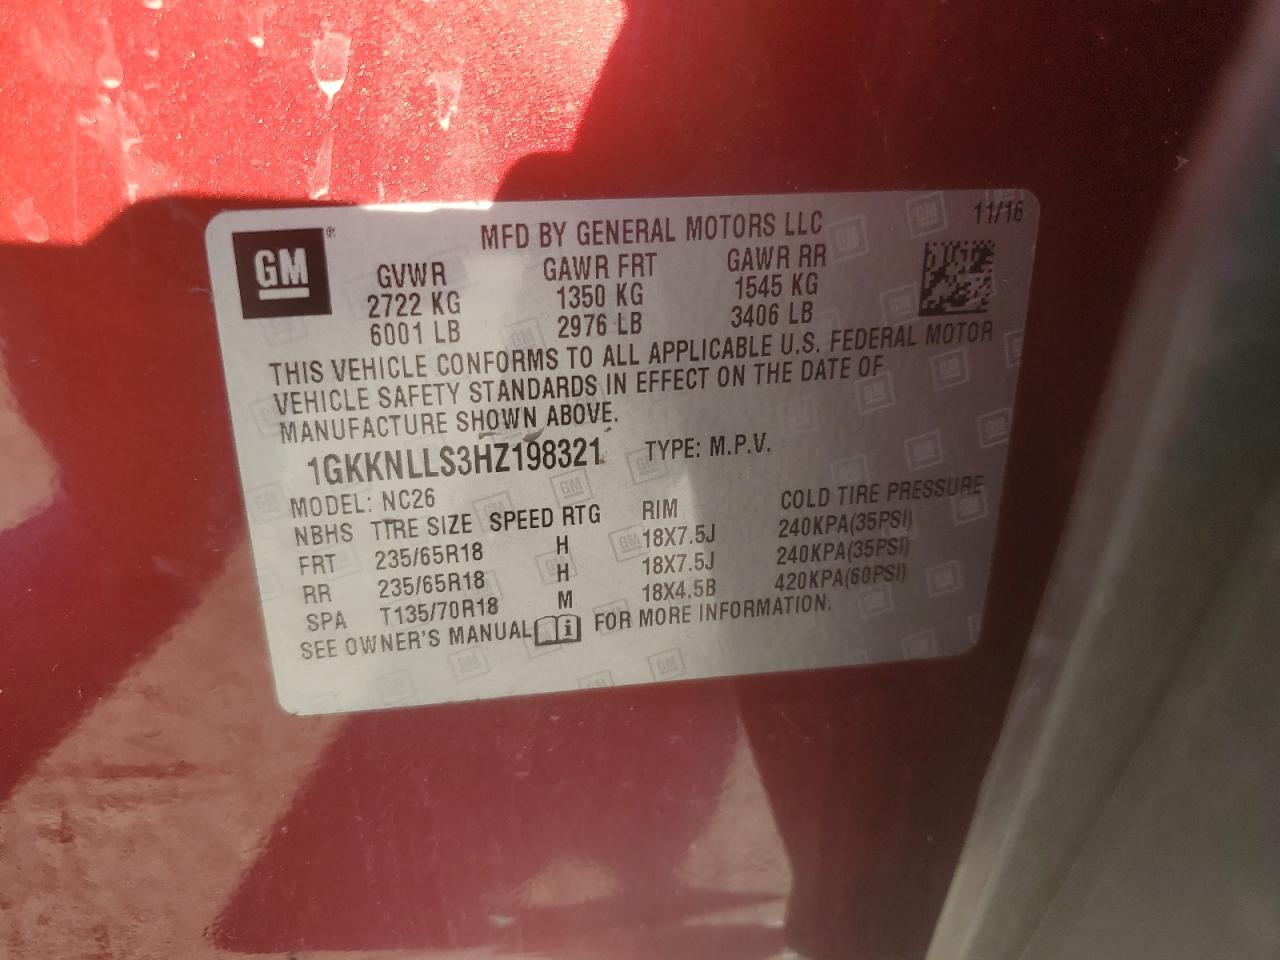 GM®
MFD BY GENERAL MOTORS LLC 11/16
GVWR GAWR FRT GAWR RR
2722 KG 1350 KG 1545 KG
6001 LB 2976 LB 3406 LB
THIS VEHICLE CONFORMS TO ALL APPLICABLE U.S. FEDERAL MOTOR
VEHICLE SAFETY STANDARDS IN EFFECT ON THE DATE OF
MANUFACTURE SHOWN ABOVE.
1GKKNLLS3HZ198321 TYPE: M.P.V.
MODEL: NC26
NBHS TIRE SIZE SPEED RTG RIM COLD TIRE PRESSURE
FRT 235/65R18 H 18X7.5J 240KPA(35PSI)
RR 235/65R18 H 18X7.5J 240KPA(35PSI)
SPA T135/70R18 M 18X4.5B 420KPA(60PSI)
SEE OWNER'S MANUAL FOR MORE INFORMATION.